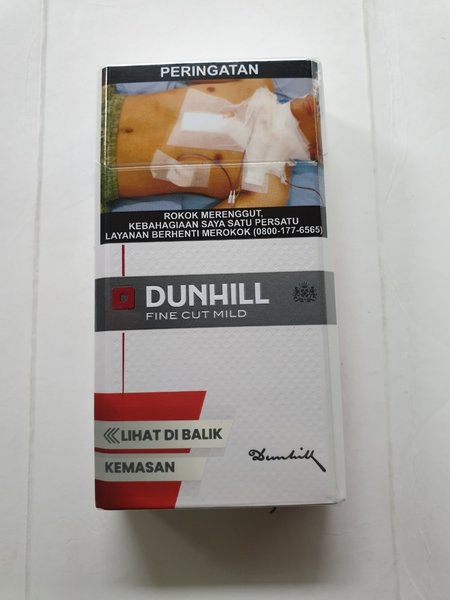 PERINGATAN
ROKOK MERENGGUT,
KEBAHAGIAAN SAYA SATU PERSATU
LAYANAN BERHENTI MEROKOK (0800-177-6565)
DUNHILL
FINE CUT MILD
LIHAT DI BALIK
KEMASAN
Dunhill